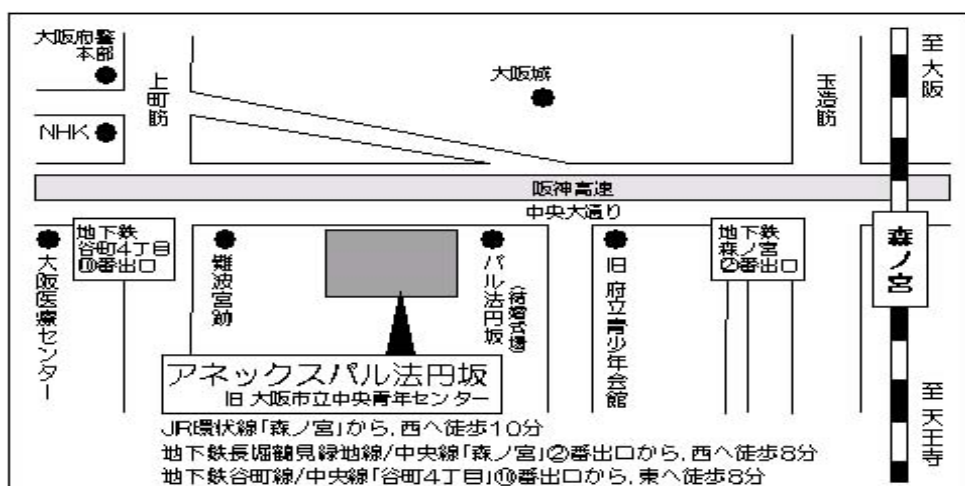 大阪府警
本部
NHK
上町筋
大阪城
玉造筋
至大阪
阪神高速
中央大通り
地下鉄
谷町4丁目
⑩番出口
大阪医療センター
難波宮跡
パル法円坂
(結婚式場)
旧府立青少年会館
地下鉄
森ノ宮
②番出口
森ノ宮
至天王寺
アネックスパル法円坂
旧 大阪市立中央青年センター
JR環状線「森ノ宮」から, 西へ徒歩10分
地下鉄長堀鶴見緑地線/中央線「森ノ宮」②番出口から, 西へ徒歩8分
地下鉄谷町線/中央線「谷町4丁目」⑩番出口から, 東へ徒歩8分